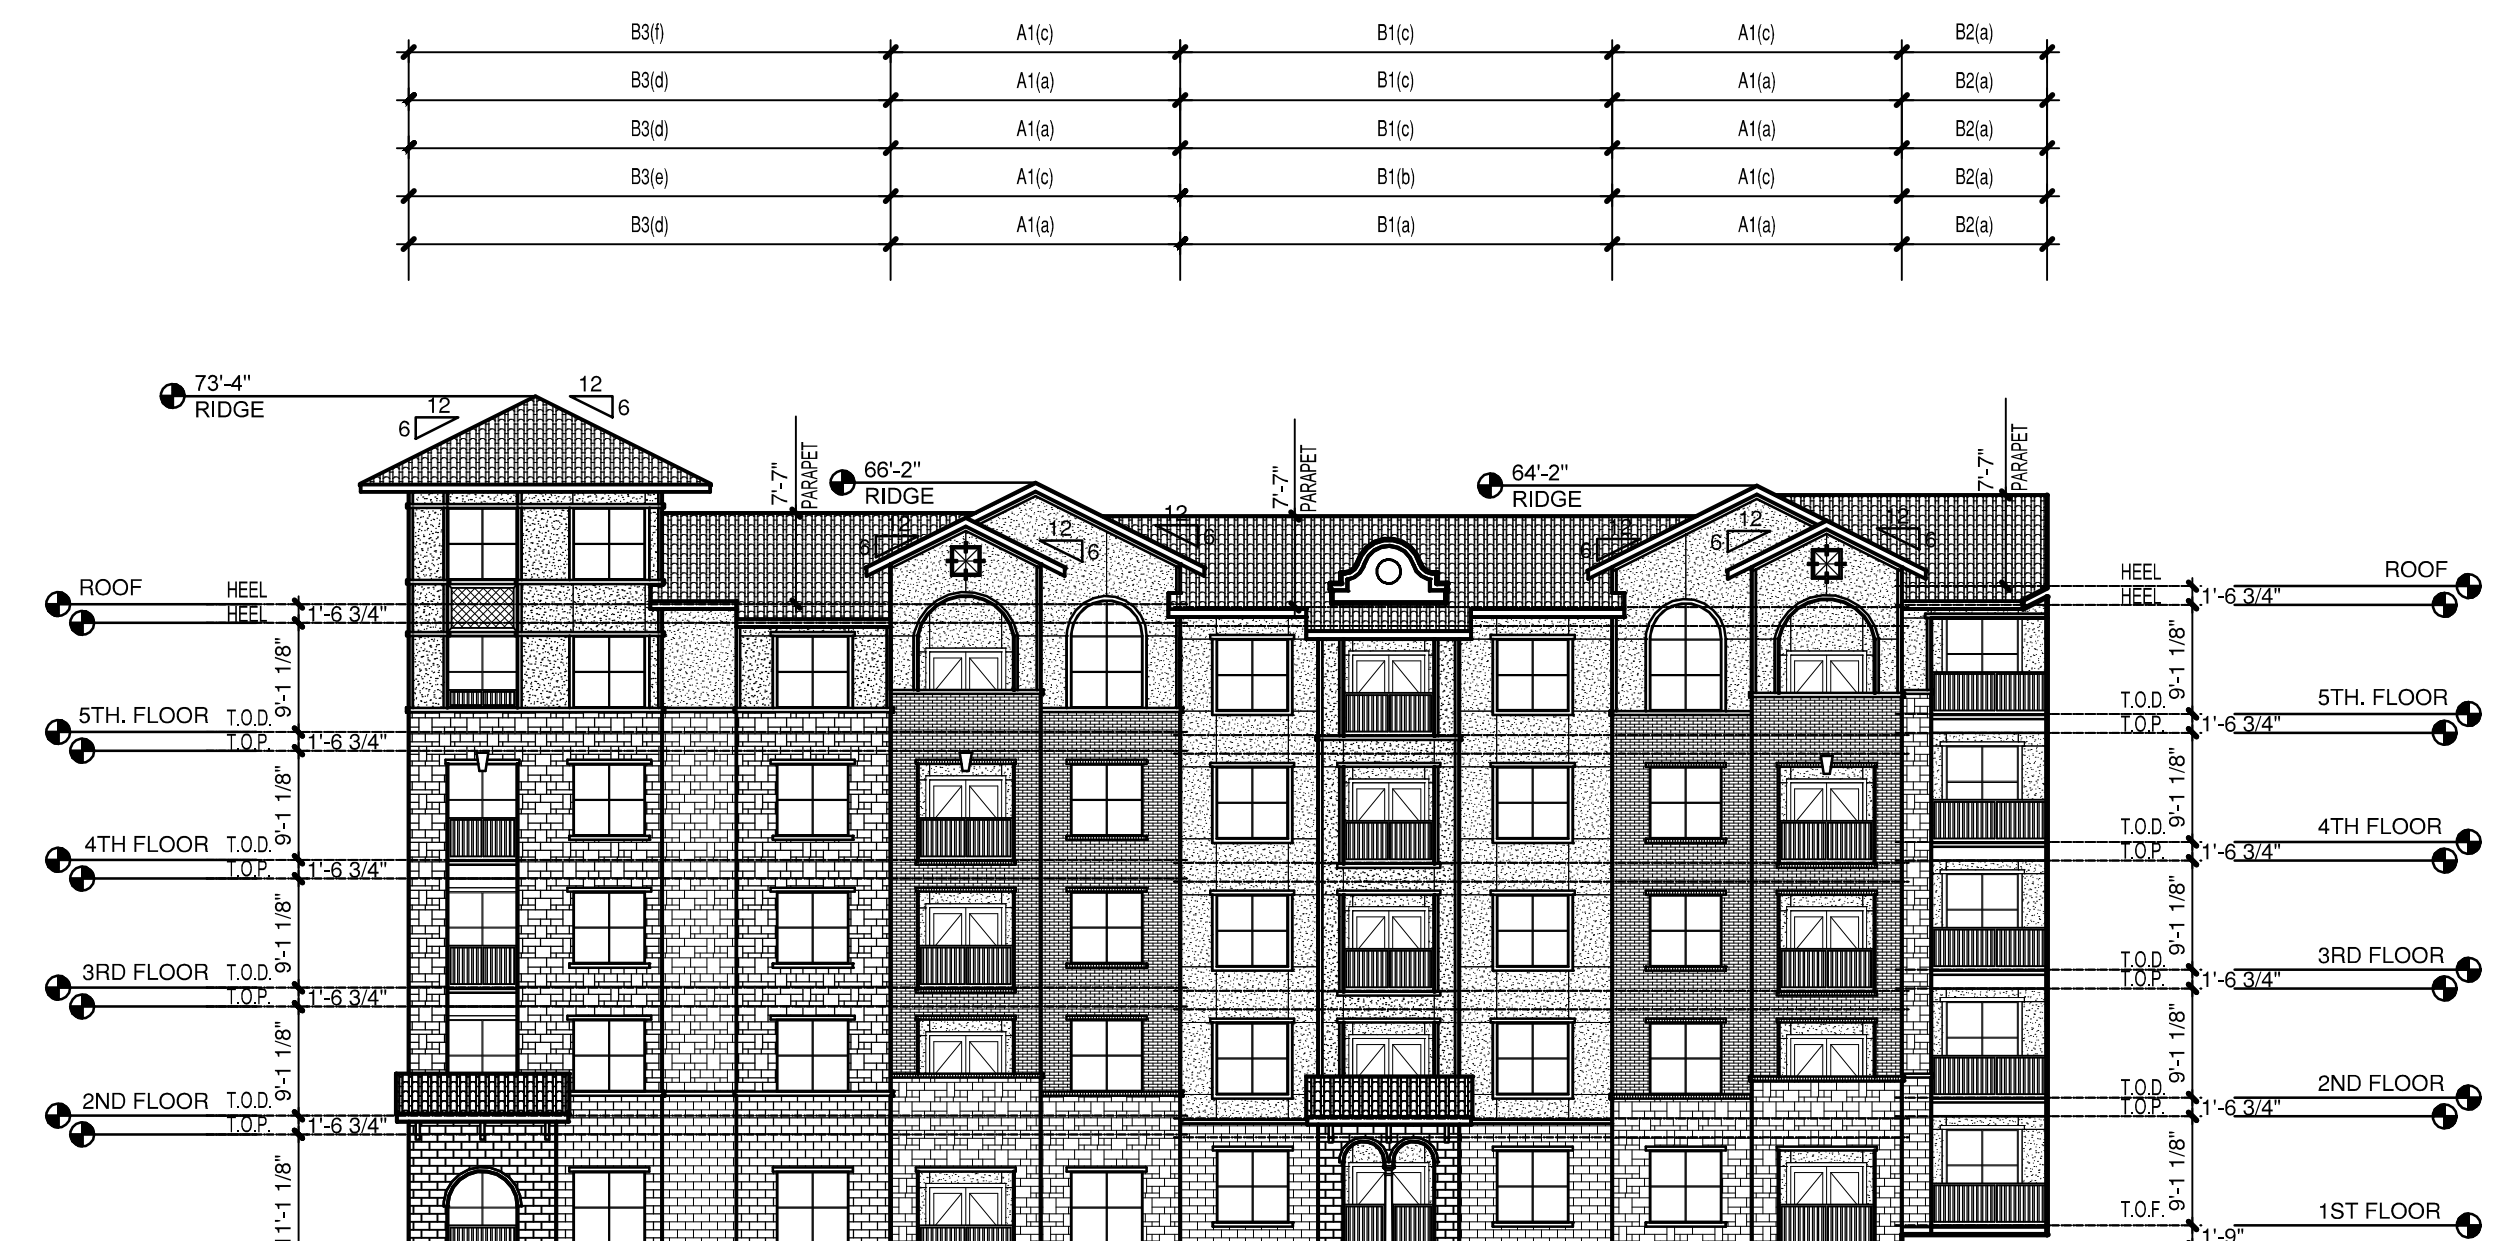 B3(f) A1(c) B1(c) A1(c) B2(a)
B3(d) A1(a) B1(c) A1(a) B2(a)
B3(d) A1(a) B1(c) A1(a) B2(a)
B3(e) A1(c) B1(b) A1(c) B2(a)
B3(d) A1(a) B1(a) A1(a) B2(a)
73'-4"
RIDGE
12
6
12
6
7'-7"
PARAPET
66'-2"
RIDGE
7'-7"
PARAPET
64'-2"
RIDGE
7'-7"
PARAPET
12
6
12
6
12
6
12
6
12
6
12
6
ROOF HEEL
HEEL 1'-6 3/4"
9'-1 1/8"
5TH. FLOOR T.O.D.
T.O.P. 1'-6 3/4"
9'-1 1/8"
4TH FLOOR T.O.D.
T.O.P. 1'-6 3/4"
9'-1 1/8"
3RD FLOOR T.O.D.
T.O.P. 1'-6 3/4"
9'-1 1/8"
2ND FLOOR T.O.D.
T.O.P. 1'-6 3/4"
11'-1 1/8"
HEEL ROOF
HEEL 1'-6 3/4"
9'-1 1/8"
T.O.D. 5TH. FLOOR
T.O.P. 1'-6 3/4"
9'-1 1/8"
T.O.D. 4TH FLOOR
T.O.P. 1'-6 3/4"
9'-1 1/8"
T.O.D. 3RD FLOOR
T.O.P. 1'-6 3/4"
9'-1 1/8"
T.O.D. 2ND FLOOR
T.O.P. 1'-6 3/4"
9'-1 1/8"
T.O.F. 1ST FLOOR
1'-9"